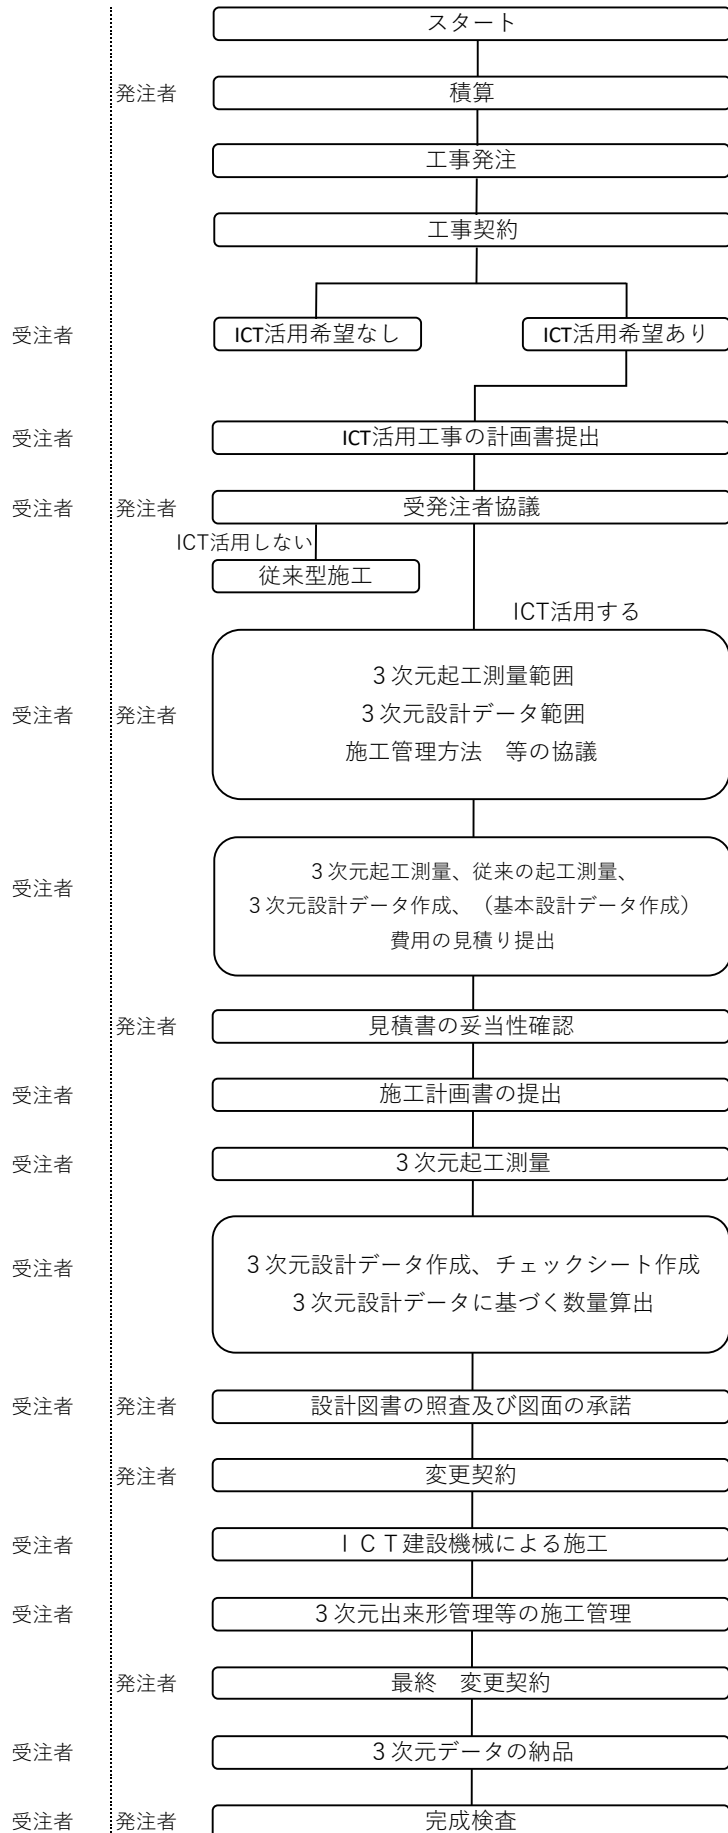 スタート
発注者 積算
工事発注
工事契約
受注者 ICT活用希望なし ICT活用希望あり
受注者 ICT活用工事の計画書提出
受注者 発注者 受発注者協議
ICT活用しない
従来型施工
ICT活用する
3次元起工測量範囲
受注者 発注者 3次元設計データ範囲
施工管理方法　等の協議
3次元起工測量、従来の起工測量、
受注者 3次元設計データ作成、（基本設計データ作成）
費用の見積り提出
発注者 見積書の妥当性確認
受注者 施工計画書の提出
受注者 3次元起工測量
受注者 3次元設計データ作成、チェックシート作成
3次元設計データに基づく数量算出
受注者 発注者 設計図書の照査及び図面の承諾
発注者 変更契約
受注者 ＩＣＴ建設機械による施工
受注者 3次元出来形管理等の施工管理
発注者 最終　変更契約
受注者 3次元データの納品
受注者 発注者 完成検査